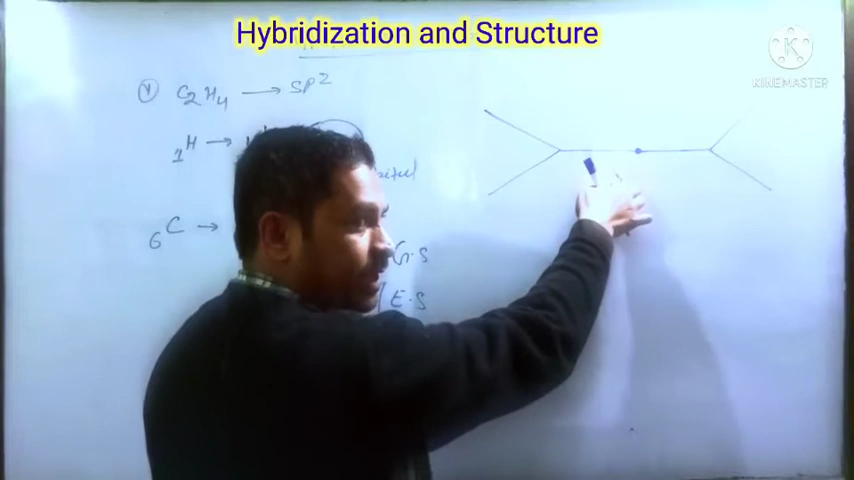 Hybridization and Structure
KINEMASTER
C2H4 → SP2
1H →
6C →
G.S
E.S